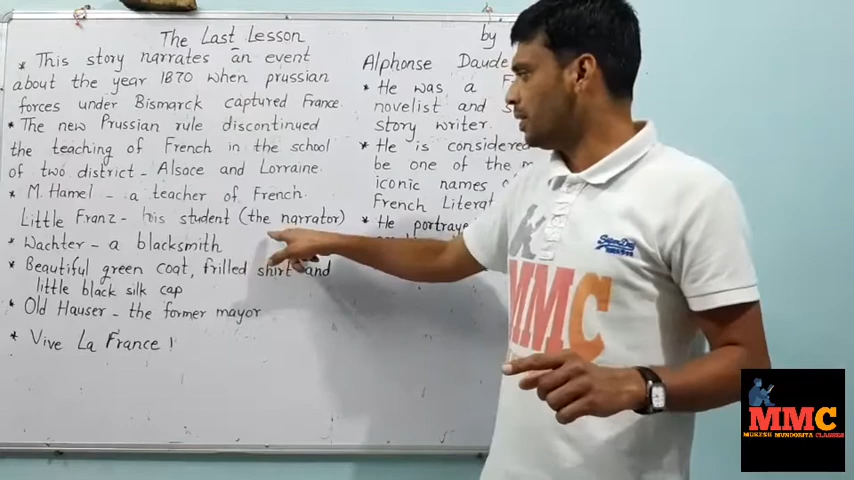 The Last Lesson by
* This story narrates an event
about the year 1870 when prussian
forces under Bismarck captured France
* The new Prussian rule discontinued
the teaching of French in the school
of two district - Alsace and Lorraine
* M. Hamel - a teacher of French.
Little Franz - his student (the narrator)
* Wachter - a blacksmith
* Beautiful green coat, frilled shirt and
little black silk cap
* Old Hauser - the former mayor
* Vive La France!
Alphonse
* He was a
novelist and
story writer.
* He is considered
be one of the
iconic names
French Literat
* He portraye
Superdry
MMC
MMC
MUKESH MUNDORIYA CLASSES